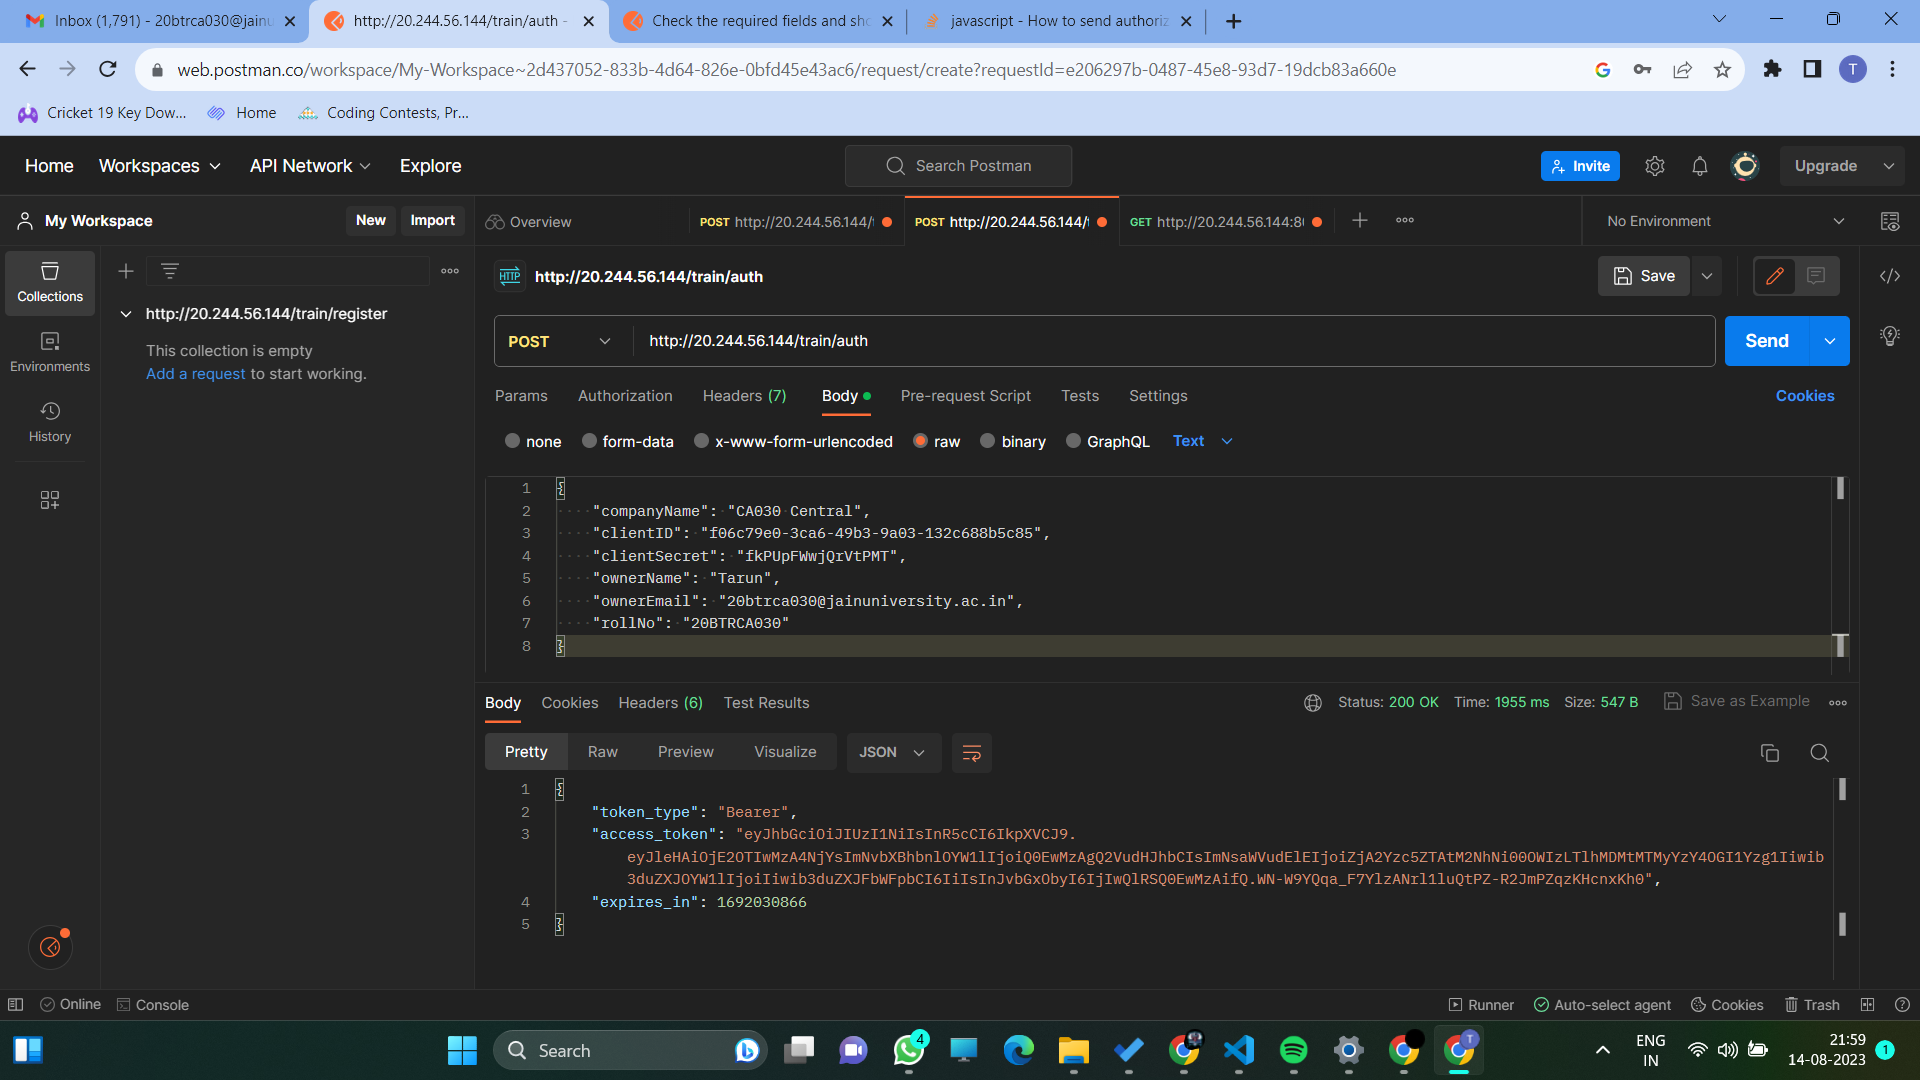 Inbox (1,791) - 20btrca030@jainu
http://20.244.56.144/train/auth -
Check the required fields and sho
javascript - How to send authoriz
web.postman.co/workspace/My-Workspace~2d437052-833b-4d64-826e-0bfd45e43ac6/request/create?requestId=e206297b-0487-45e8-93d7-19dcb83a660e
T
Cricket 19 Key Dow...
Home
Coding Contests, Pr...
Home
Workspaces
API Network
Explore
Search Postman
Invite
Upgrade
My Workspace
New
Import
Overview
POST http://20.244.56.144/t
POST http://20.244.56.144/t
GET http://20.244.56.144:80
No Environment
Collections
Environments
History
http://20.244.56.144/train/register
This collection is empty
Add a request to start working.
HTTP http://20.244.56.144/train/auth
Save
POST
http://20.244.56.144/train/auth
Send
Params
Authorization
Headers (7)
Body
Pre-request Script
Tests
Settings
Cookies
none
form-data
x-www-form-urlencoded
raw
binary
GraphQL
Text
1 {
2 "companyName": "CA030 Central",
3 "clientID": "f06c79e0-3ca6-49b3-9a03-132c688b5c85",
4 "clientSecret": "fkPUpFWwjQrVtPMT",
5 "ownerName": "Tarun",
6 "ownerEmail": "20btrca030@jainuniversity.ac.in",
7 "rollNo": "20BTRCA030"
8 }
Body
Cookies
Headers (6)
Test Results
Status: 200 OK
Time: 1955 ms
Size: 547 B
Save as Example
Pretty
Raw
Preview
Visualize
JSON
1 {
2 "token_type": "Bearer",
3 "access_token": "eyJhbGciOiJIUzI1NiIsInR5cCI6IkpXVCJ9.
eyJleHAiOjE2OTIwMzA4NjYsImNvbXBhbnlOYW1lIjoiQ0EwMzAgQ2VudHJhbCIsImNsaWVudElEIjoiZjA2Yzc5ZTAtM2NhNi00OWIzLTlhMDMtMTMyYzY4OGI1Yzg1Iiwib
3duZXJOYW1lIjoiIiwib3duZXJFbWFpbCI6IiIsInJvbGxObyI6IjIwQlRSQ0EwMzAifQ.WN-W9YQqa_F7YlzANrl1luQtPZ-R2JmPZqzKHcnxKh0",
4 "expires_in": 1692030866
5 }
Online
Console
Runner
Auto-select agent
Cookies
Trash
Search
4
T
ENG
IN
21:59
14-08-2023
1